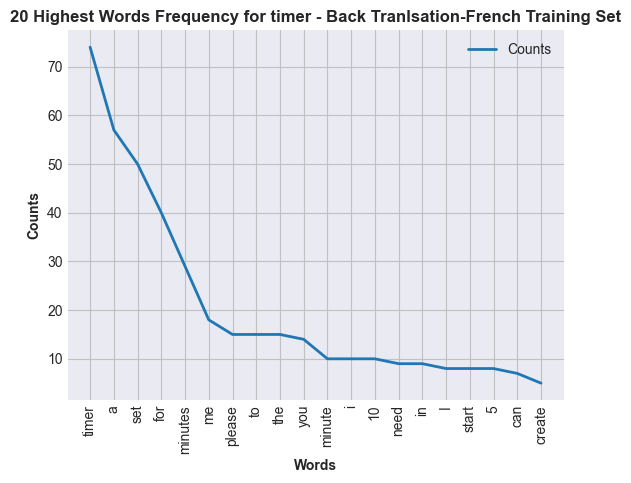 20 Highest Words Frequency for timer - Back Tranlsation-French Training Set
Counts
Counts
70
60
50
40
30
20
10
timer
a
set
for
minutes
me
please
to
the
you
minute
i
10
need
in
I
start
5
can
create
Words